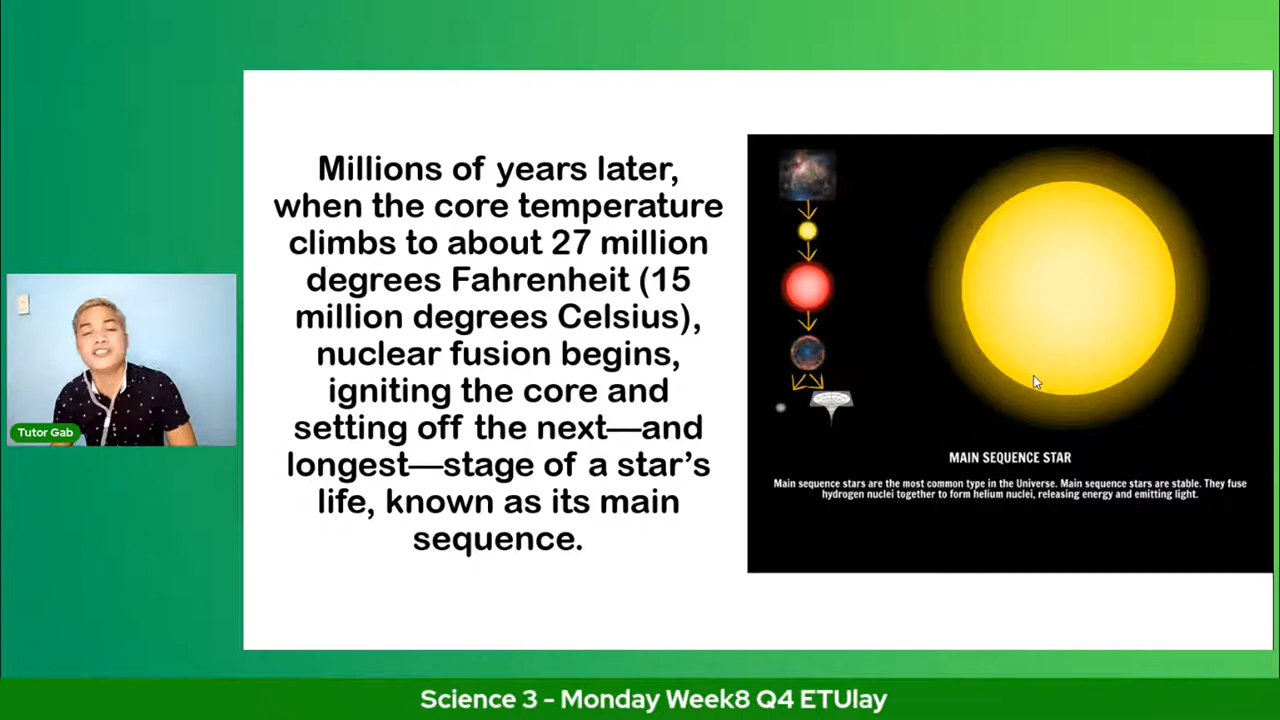 Millions of years later,
when the core temperature
climbs to about 27 million
degrees Fahrenheit (15
million degrees Celsius),
nuclear fusion begins,
igniting the core and
setting off the next—and
longest—stage of a star's
life, known as its main
sequence.
MAIN SEQUENCE STAR
Main sequence stars are the most common type in the Universe. Main sequence stars are stable. They fuse
hydrogen nuclei together to form helium nuclei, releasing energy and emitting light.
Tutor Gab
Science 3 - Monday Week8 Q4 ETUlay